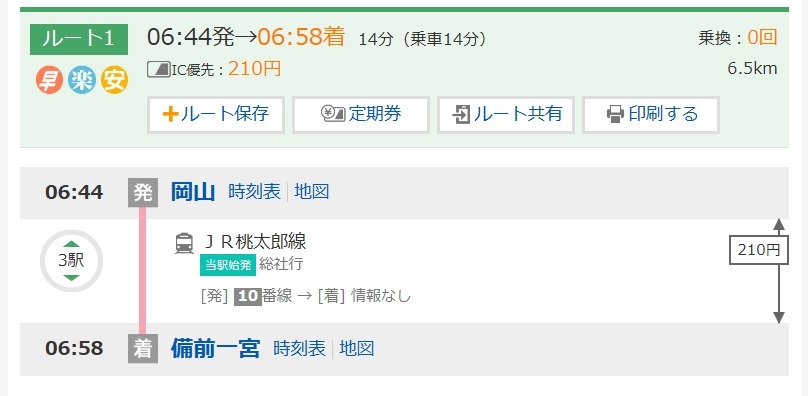 ルート1
06:44発→06:58着 14分（乗車14分）
乗換：0回
早 楽 安
IC優先：210円
6.5km
ルート保存 定期券 ルート共有 印刷する
06:44 発 岡山 時刻表 地図
3駅
ＪＲ桃太郎線
当駅始発 総社行
210円
[発] 10番線 → [着] 情報なし
06:58 着 備前一宮 時刻表 地図